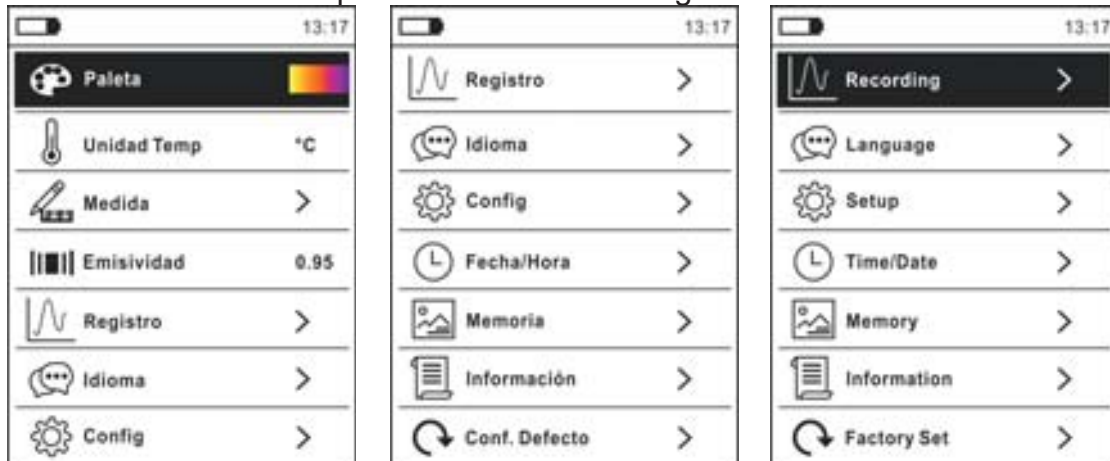 13:17
Paleta
Unidad Temp °C
Medida
Emisividad 0.95
Registro
Idioma
Config
13:17
Registro
Idioma
Config
Fecha/Hora
Memoria
Información
Conf. Defecto
13:17
Recording
Language
Setup
Time/Date
Memory
Information
Factory Set